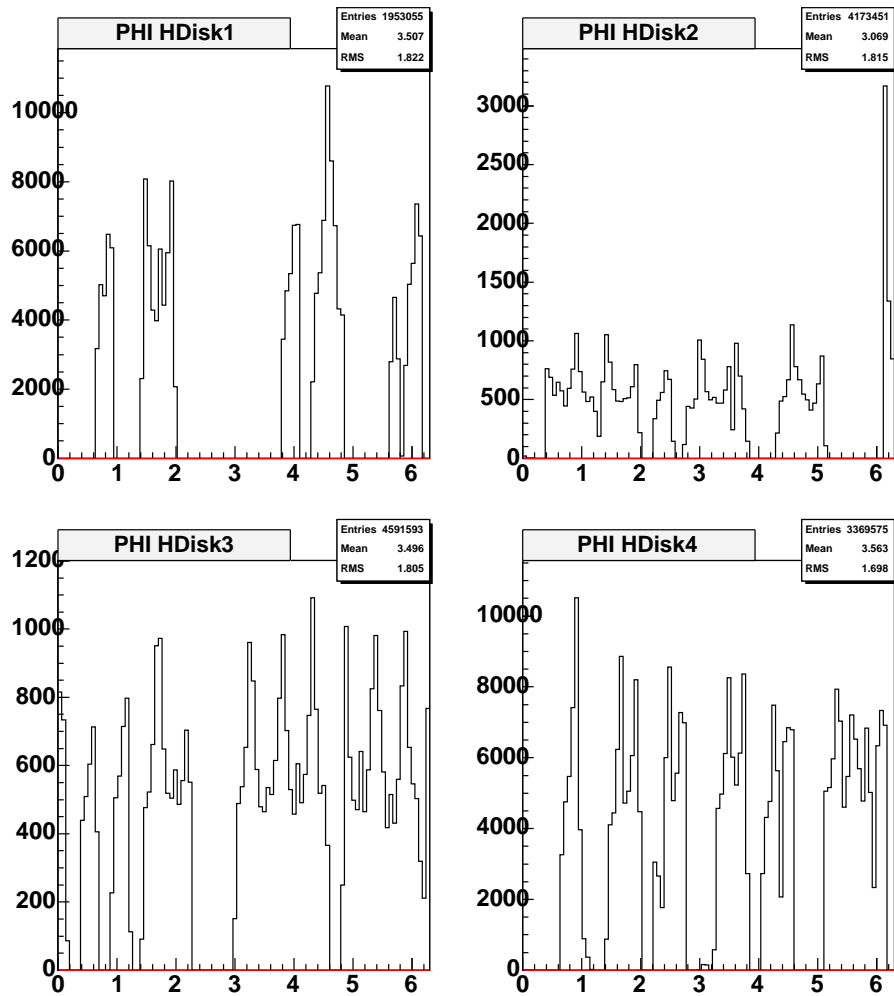 PHI HDisk1
Entries 1953055
Mean 3.507
RMS 1.822
10000
8000
6000
4000
2000
0
0 1 2 3 4 5 6
PHI HDisk2
Entries 4173451
Mean 3.069
RMS 1.815
3000
2500
2000
1500
1000
500
0
0 1 2 3 4 5 6
PHI HDisk3
Entries 4591593
Mean 3.496
RMS 1.805
1200
1000
800
600
400
200
0
0 1 2 3 4 5 6
PHI HDisk4
Entries 3369575
Mean 3.563
RMS 1.698
10000
8000
6000
4000
2000
0
0 1 2 3 4 5 6